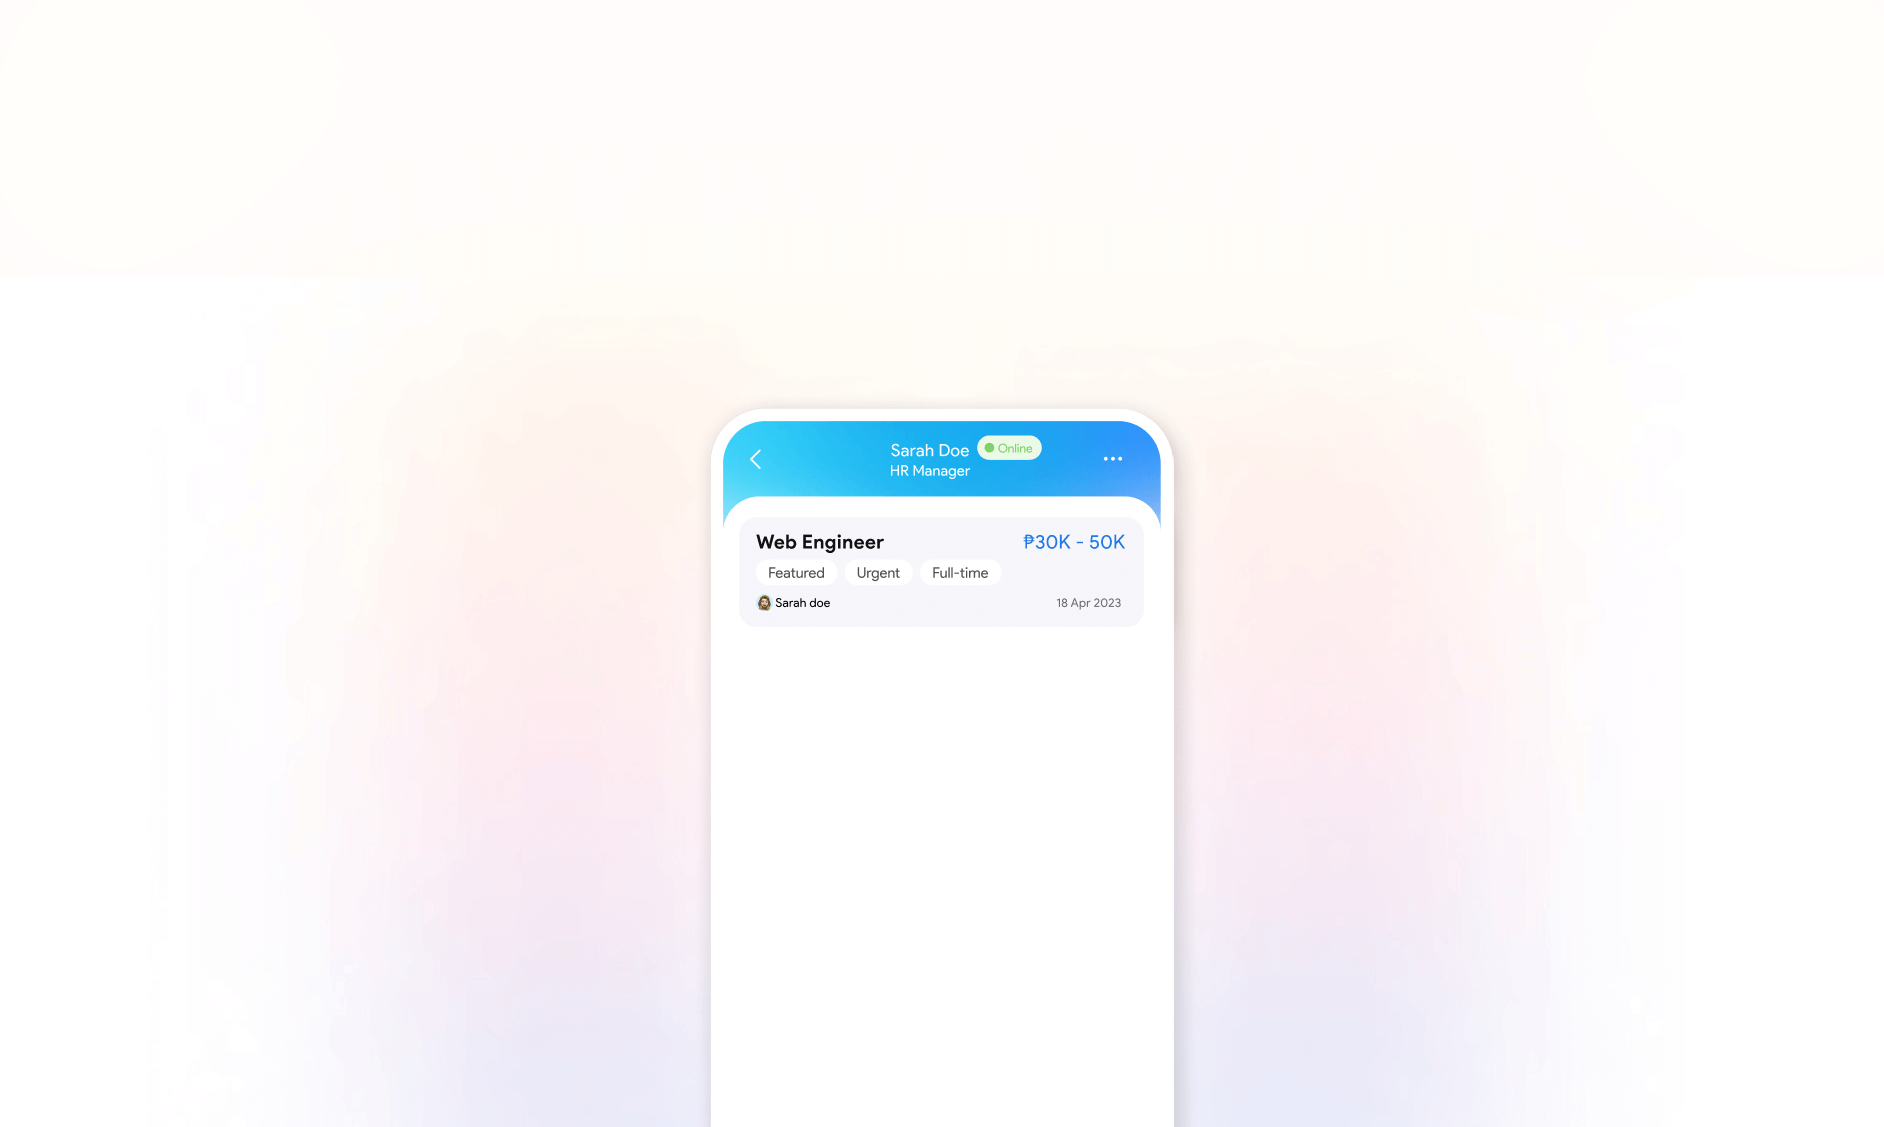 Sarah Doe Online
HR Manager
Web Engineer ₱30K - 50K
Featured Urgent Full-time
Sarah doe 18 Apr 2023